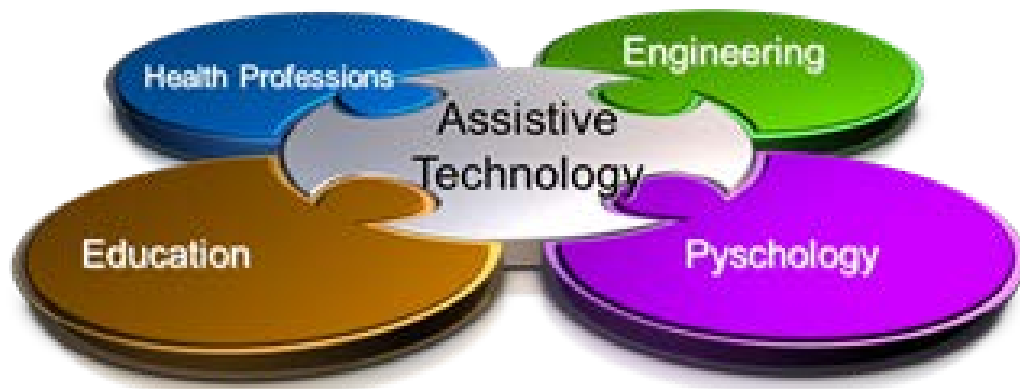 Health Professions
Engineering
Assistive
Technology
Education
Pyschology